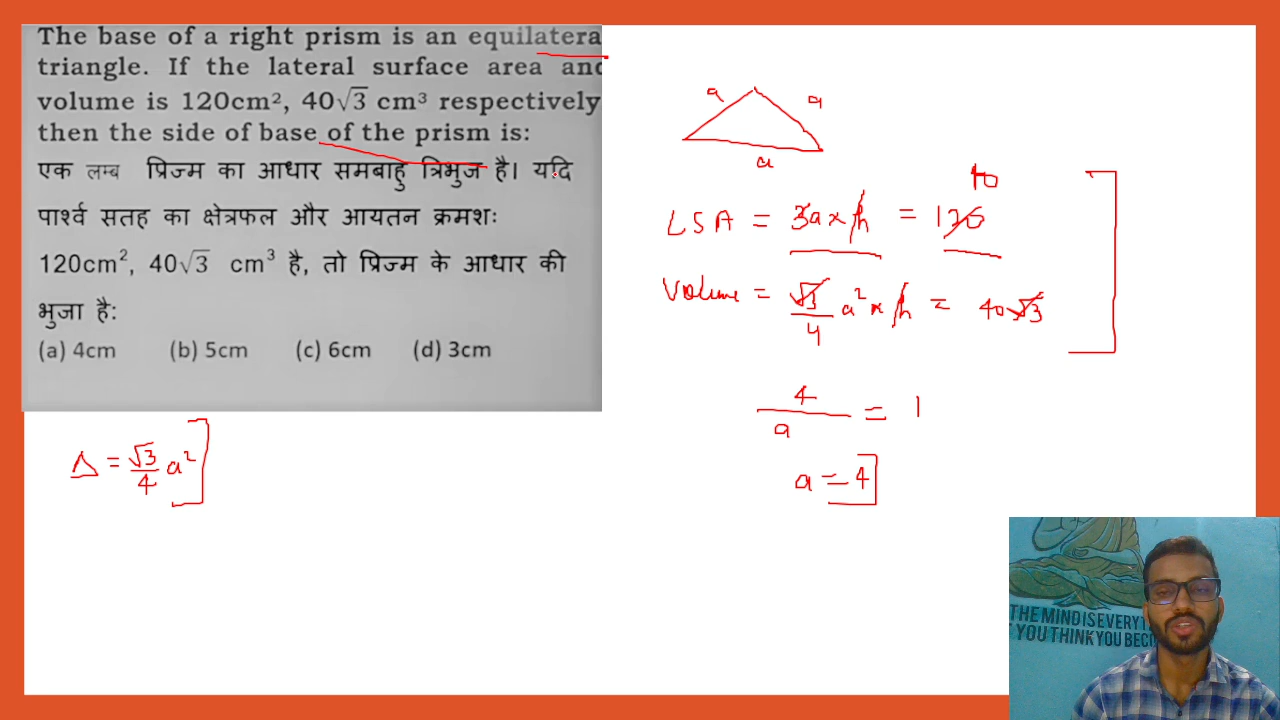 The base of a right prism is an equilatera
triangle. If the lateral surface area and
volume is 120cm², 40√3 cm³ respectively
then the side of base of the prism is:
एक लम्ब प्रिज्म का आधार समबाहु त्रिभुज है। यदि
पार्श्व सतह का क्षेत्रफल और आयतन क्रमशः
120cm², 40√3 cm³ है, तो प्रिज्म के आधार की
भुजा है:
(a) 4cm (b) 5cm (c) 6cm (d) 3cm
Δ = √3/4 a²
a a
a
40
LSA = 3a × h = 120
Volume = √3/4 a² × h = 40√3
4/a = 1
a = 4
THE MIND IS EVERYT
YOU THINK YOU BEC